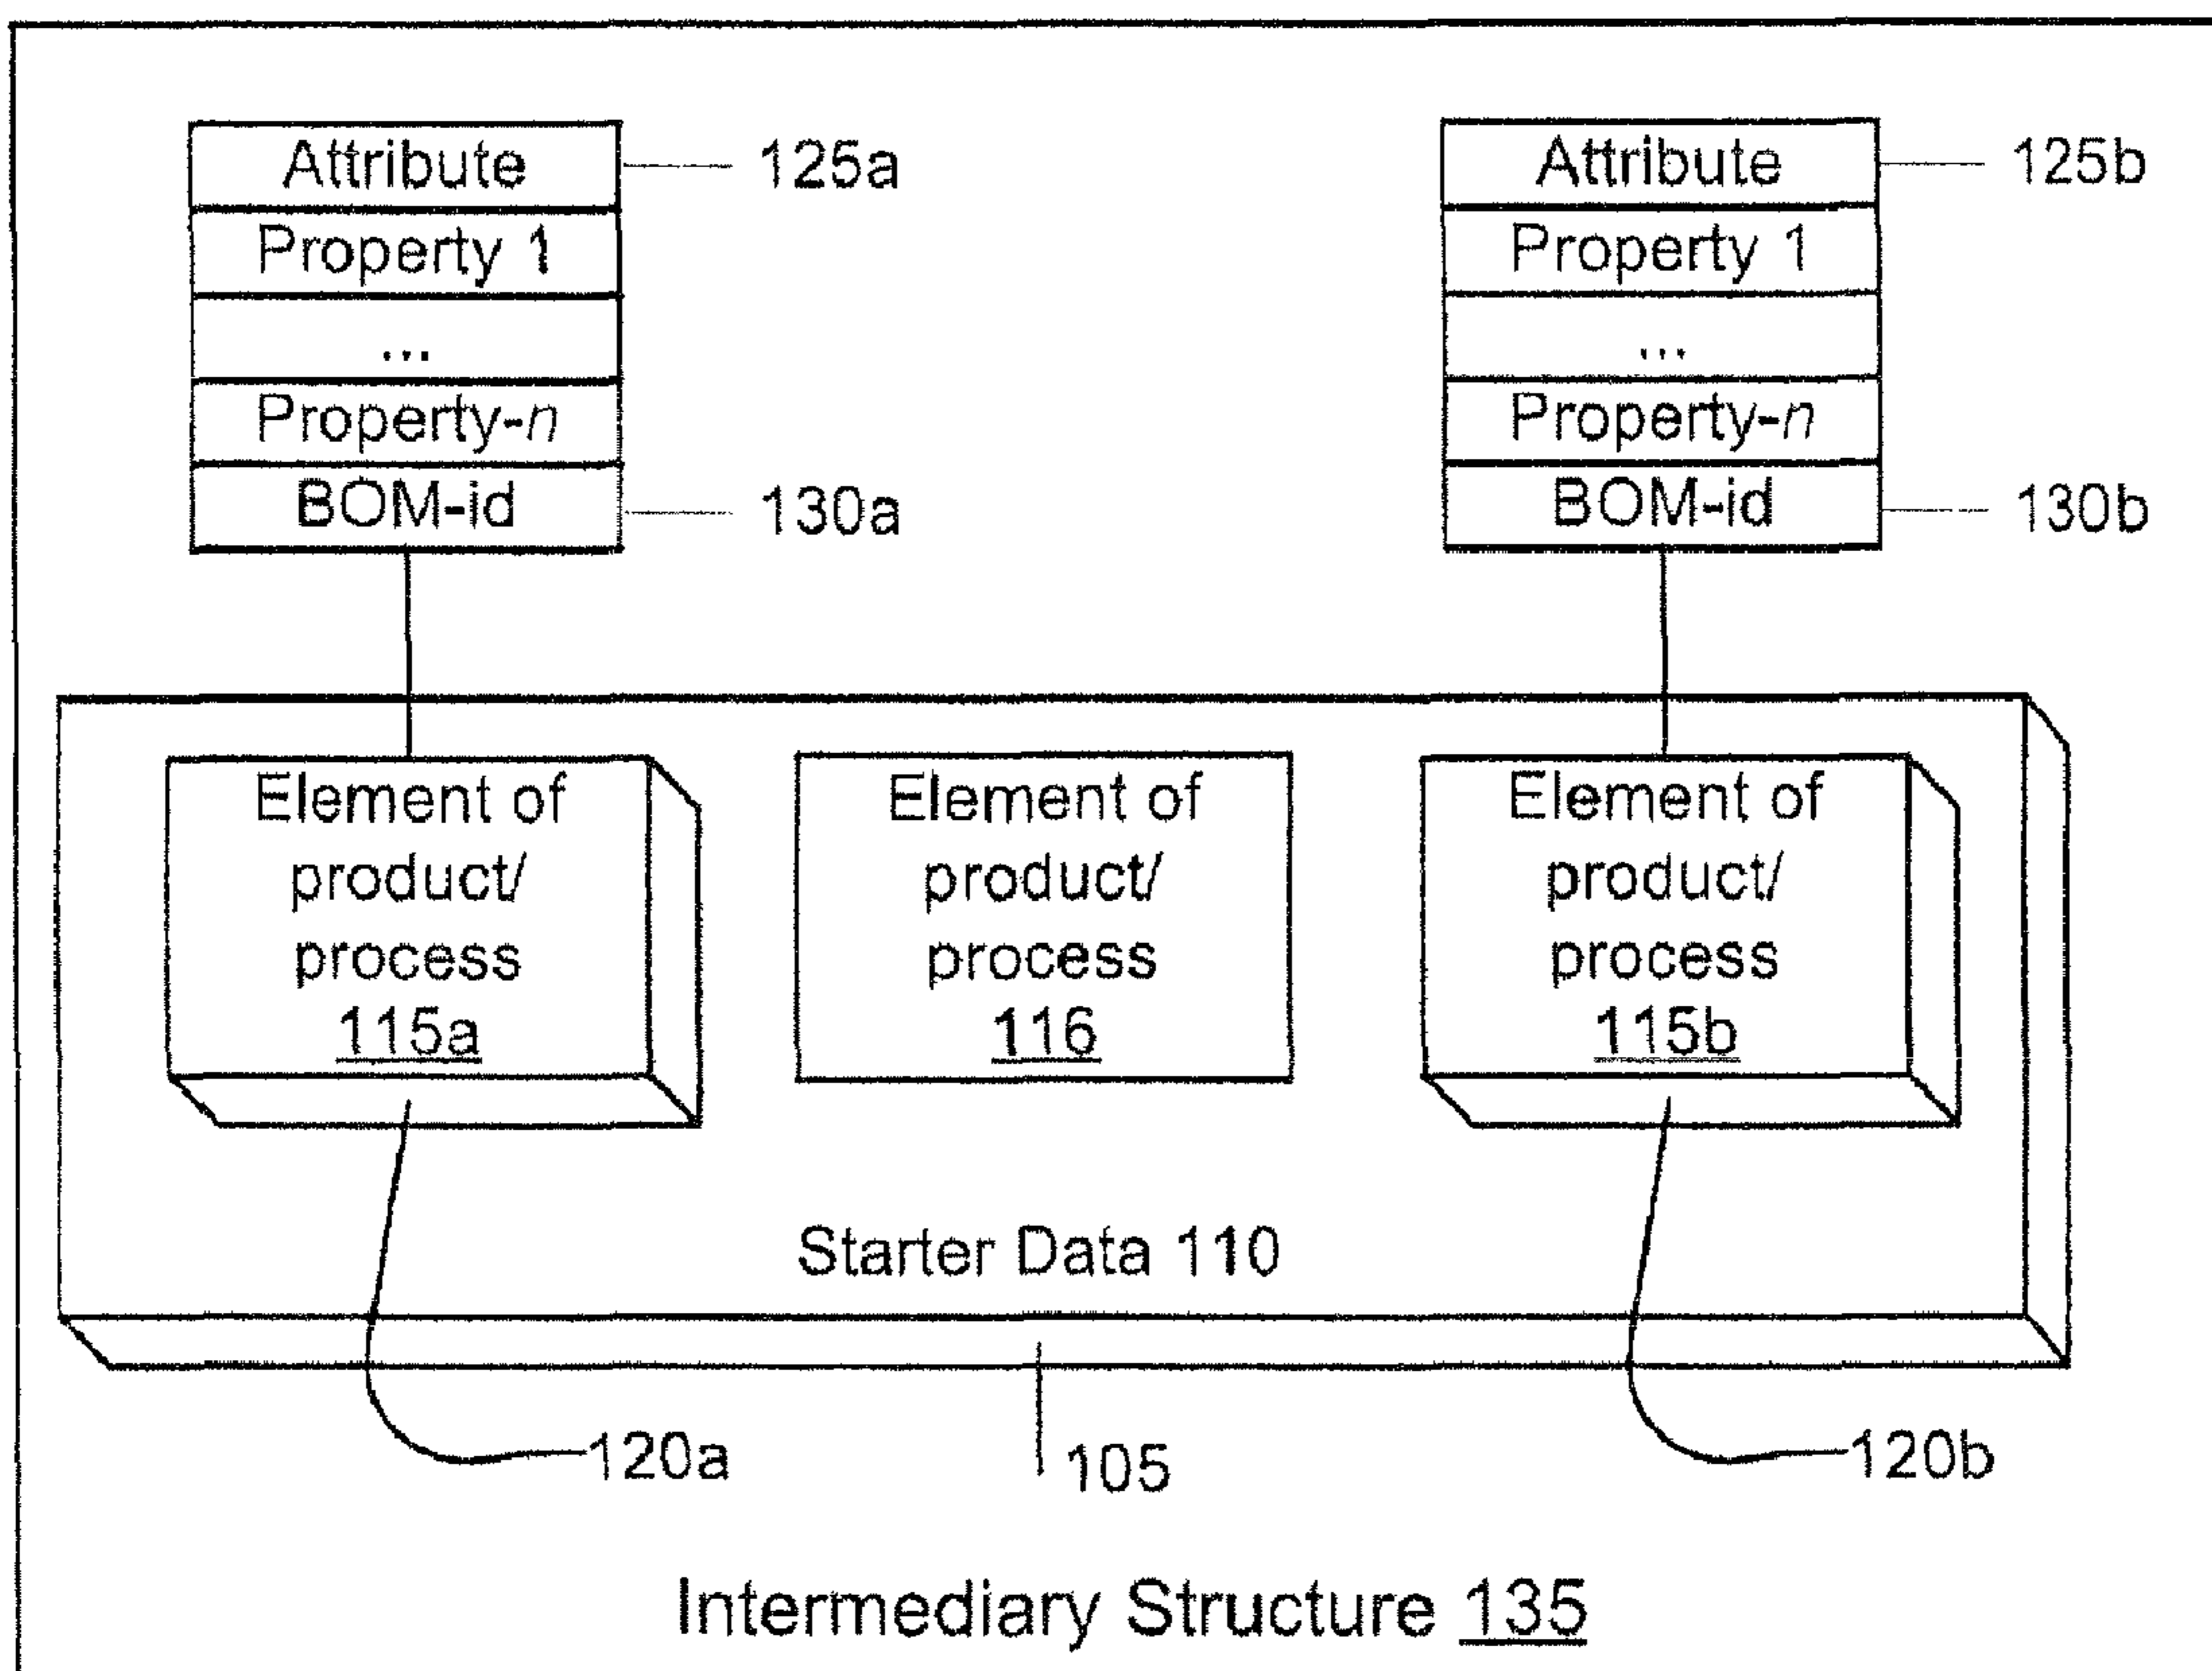 Attribute
125a
Property 1
...
Property-n
BOM-id
130a
Attribute
125b
Property 1
...
Property-n
BOM-id
130b
Element of
product/
process
115a
Element of
product/
process
116
Element of
product/
process
115b
Starter Data 110
120a
105
120b
Intermediary Structure 135